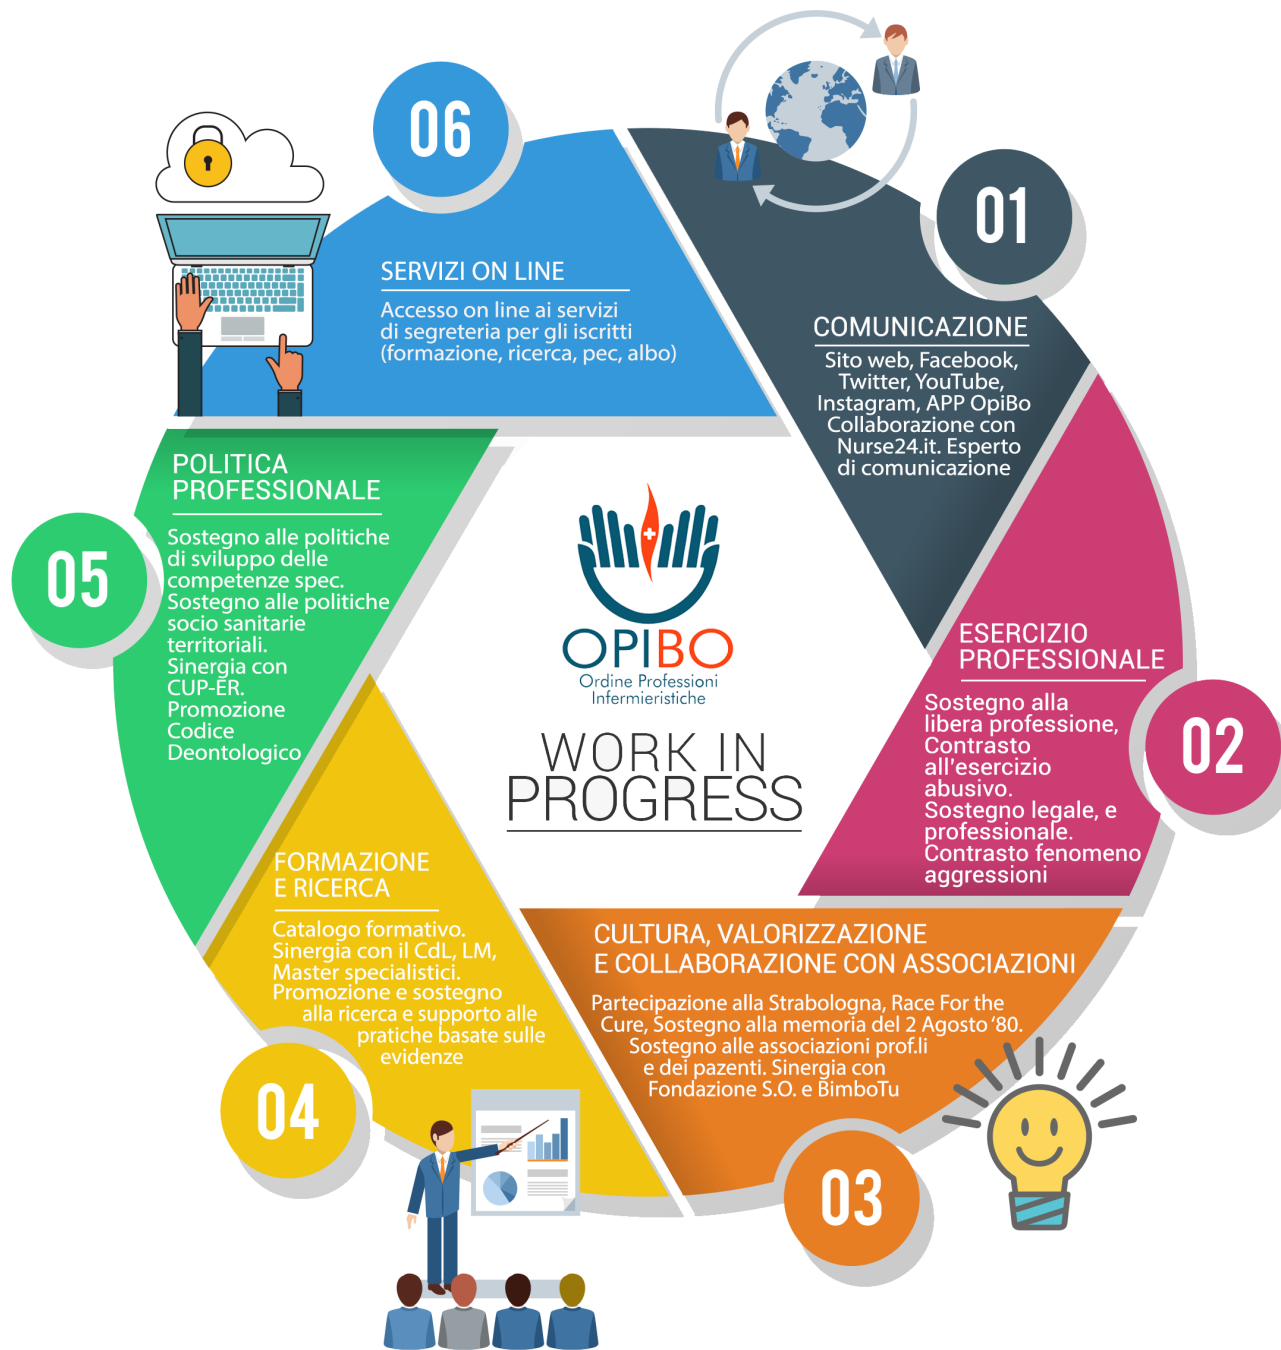 01
COMUNICAZIONE
Sito web, Facebook,
Twitter, YouTube,
Instagram, APP OpiBo
Collaborazione con
Nurse24.it. Esperto
di comunicazione
02
ESERCIZIO
PROFESSIONALE
Sostegno alla
libera professione,
Contrasto
all'esercizio
abusivo.
Sostegno legale, e
professionale.
Contrasto fenomeno
aggressioni
03
CULTURA, VALORIZZAZIONE
E COLLABORAZIONE CON ASSOCIAZIONI
Partecipazione alla Strabologna, Race For the
Cure, Sostegno alla memoria del 2 Agosto '80.
Sostegno alle associazioni prof.li
e dei pazenti. Sinergia con
Fondazione S.O. e BimboTu
04
FORMAZIONE
E RICERCA
Catalogo formativo.
Sinergia con il CdL, LM,
Master specialistici.
Promozione e sostegno
alla ricerca e supporto alle
pratiche basate sulle
evidenze
05
POLITICA
PROFESSIONALE
Sostegno alle politiche
di sviluppo delle
competenze spec.
Sostegno alle politiche
socio sanitarie
territoriali.
Sinergia con
CUP-ER.
Promozione
Codice
Deontologico
06
SERVIZI ON LINE
Accesso on line ai servizi
di segreteria per gli iscritti
(formazione, ricerca, pec, albo)
OPIBO
Ordine Professioni
Infermieristiche
WORK IN
PROGRESS